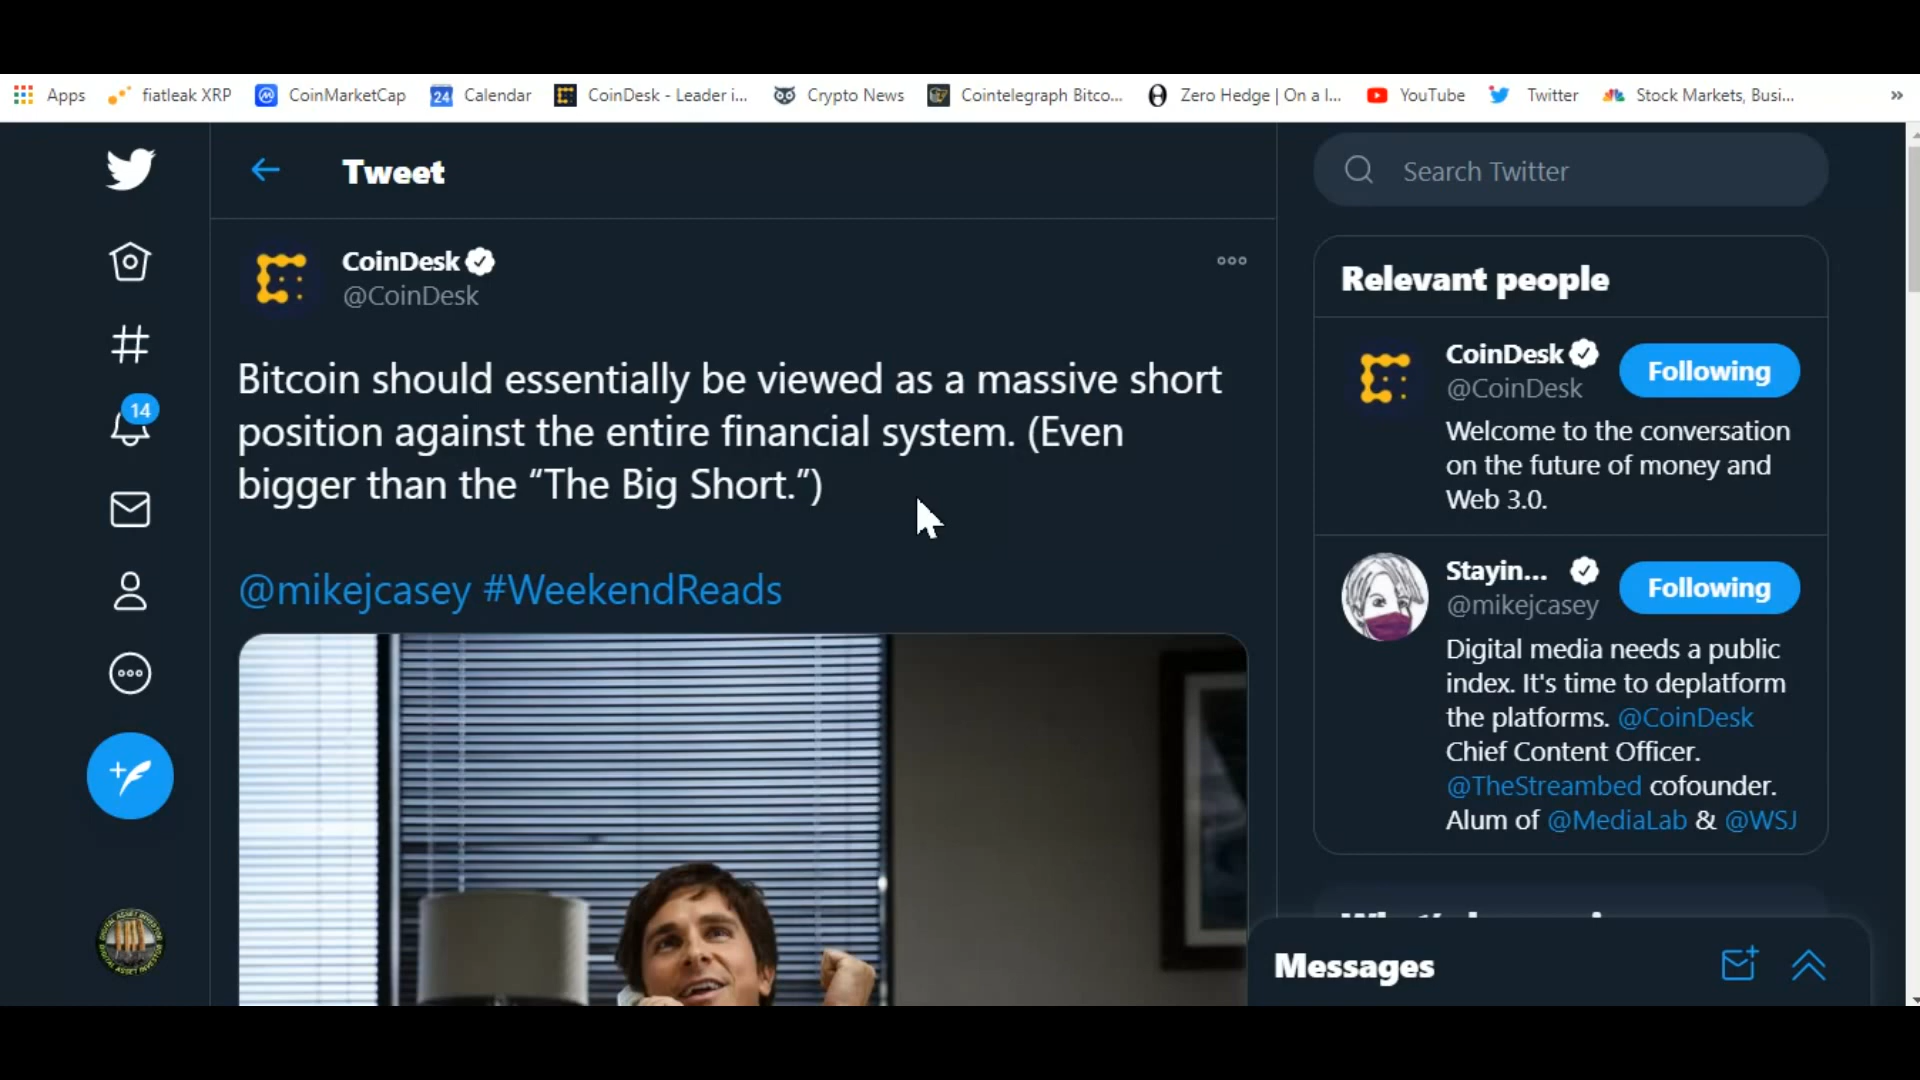 Apps
fiatleak XRP
CoinMarketCap
24
Calendar
CoinDesk - Leader i...
Crypto News
Cointelegraph Bitco...
Zero Hedge | On a l...
YouTube
Twitter
Stock Markets, Busi...
»
Tweet
Search Twitter
CoinDesk
@CoinDesk
Bitcoin should essentially be viewed as a massive short
position against the entire financial system. (Even
bigger than the “The Big Short.”)
@mikejcasey #WeekendReads
14
Relevant people
CoinDesk
@CoinDesk
Following
Welcome to the conversation
on the future of money and
Web 3.0.
Stayin...
@mikejcasey
Following
Digital media needs a public
index. It's time to deplatform
the platforms. @CoinDesk
Chief Content Officer.
@TheStreambed cofounder.
Alum of @MediaLab & @WSJ
Messages
DIGITAL ASSET INVESTOR